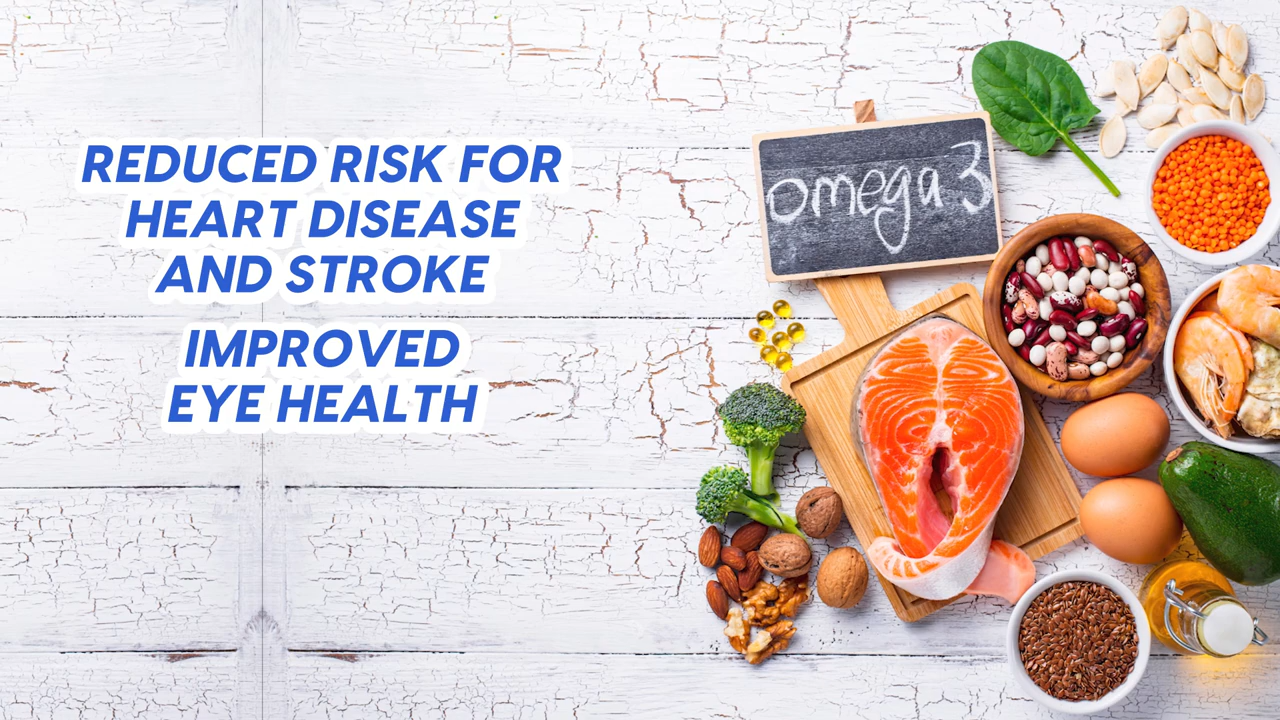 REDUCED RISK FOR
HEART DISEASE
AND STROKE
IMPROVED
EYE HEALTH
omega 3